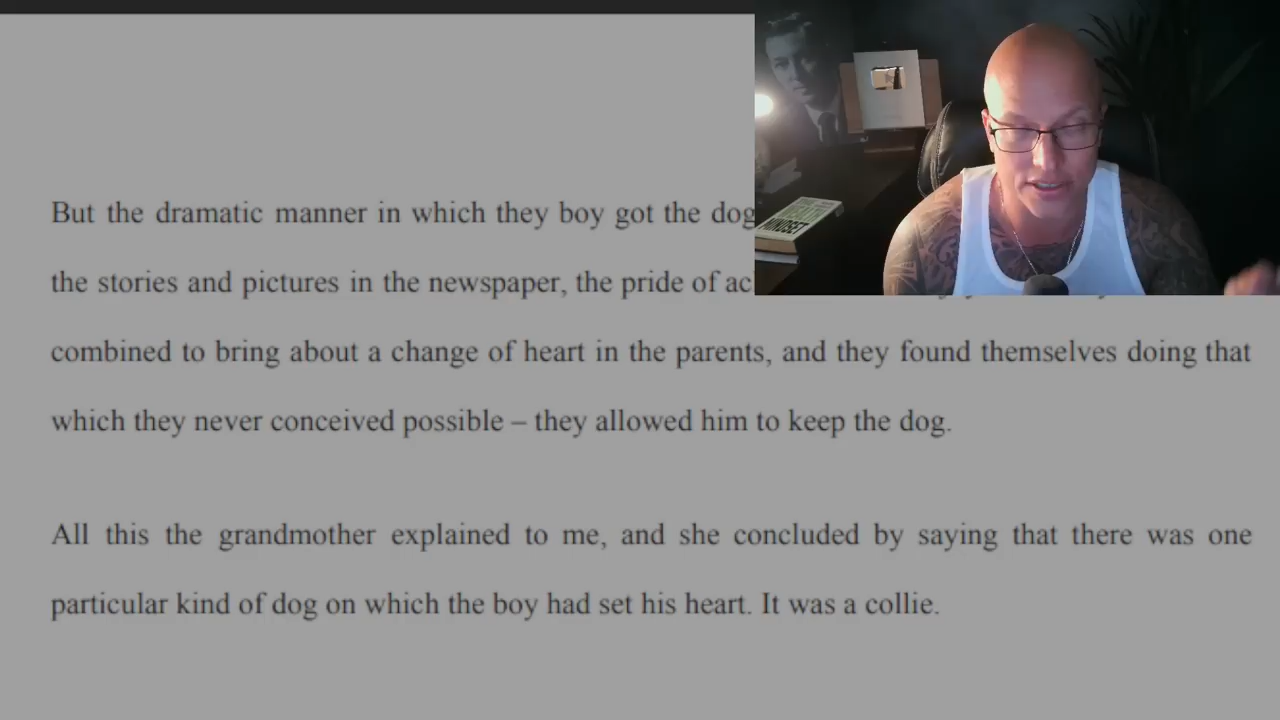 But the dramatic manner in which they boy got the dog
the stories and pictures in the newspaper, the pride of
combined to bring about a change of heart in the parents, and they found themselves doing that
which they never conceived possible – they allowed him to keep the dog.
All this the grandmother explained to me, and she concluded by saying that there was one
particular kind of dog on which the boy had set his heart. It was a collie.
MINDSET